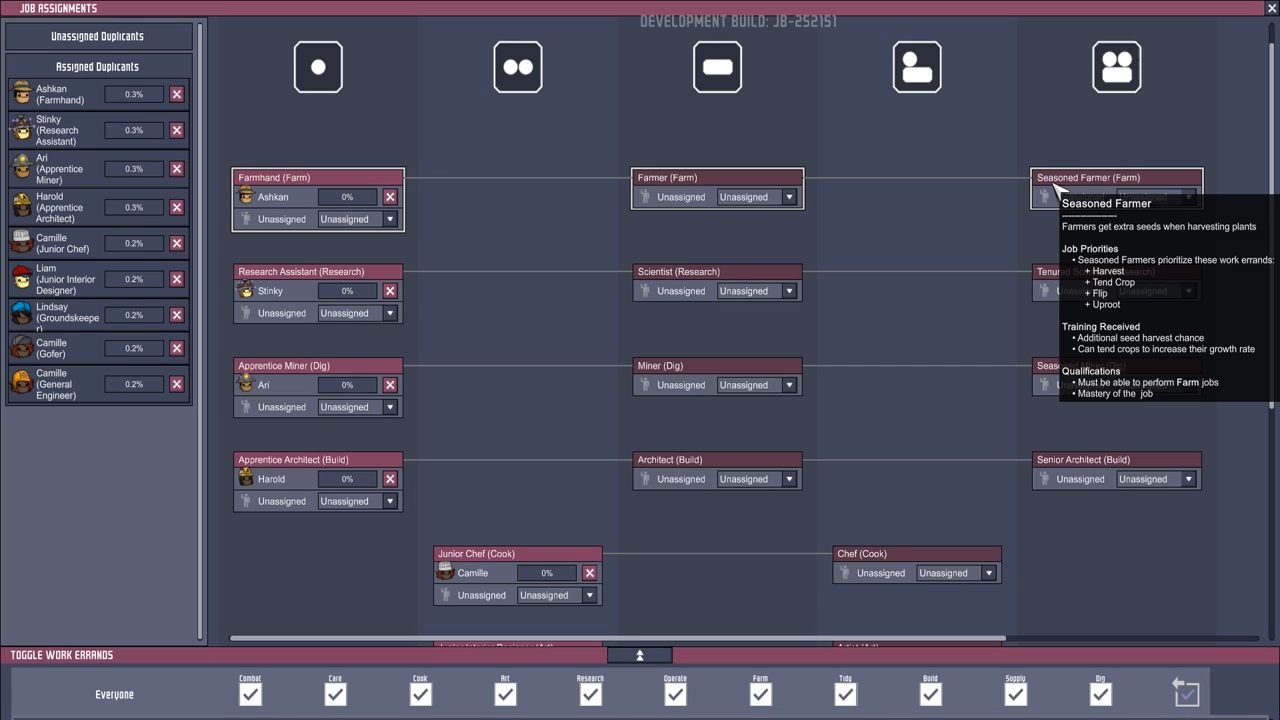 JOB ASSIGNMENTS
DEVELOPMENT BUILD: JB-252151
Unassigned Duplicants
Assigned Duplicants
Ashkan
(Farmhand)
0.3%
Stinky
(Research
Assistant)
0.3%
Ari
(Apprentice
Miner)
0.3%
Harold
(Apprentice
Architect)
0.2%
Camille
(Junior Chef)
0.2%
Liam
(Junior Interior
Designer)
0.2%
Lindsay
(Groundskeepe
r)
0.2%
Camille
(Gofer)
0.2%
Camille
(General
Engineer)
0.2%
Farmhand (Farm)
Ashkan 0%
Unassigned Unassigned
Farmer (Farm)
Unassigned Unassigned
Seasoned Farmer (Farm)
Research Assistant (Research)
Stinky 0%
Unassigned Unassigned
Scientist (Research)
Unassigned Unassigned
Apprentice Miner (Dig)
Ari 0%
Unassigned Unassigned
Miner (Dig)
Unassigned Unassigned
Apprentice Architect (Build)
Harold 0%
Unassigned Unassigned
Architect (Build)
Unassigned Unassigned
Senior Architect (Build)
Unassigned Unassigned
Junior Chef (Cook)
Camille 0%
Unassigned Unassigned
Chef (Cook)
Unassigned Unassigned
Seasoned Farmer
--------------------
Farmers get extra seeds when harvesting plants
Job Priorities
• Seasoned Farmers prioritize these work errands:
+ Harvest
+ Tend Crop
+ Flip
+ Uproot
Training Received
• Additional seed harvest chance
• Can tend crops to increase their growth rate
Qualifications
• Must be able to perform Farm jobs
• Mastery of the  job
TOGGLE WORK ERRANDS
Everyone
Combat
Care
Cook
Art
Research
Operate
Farm
Tidy
Build
Supply
Dig